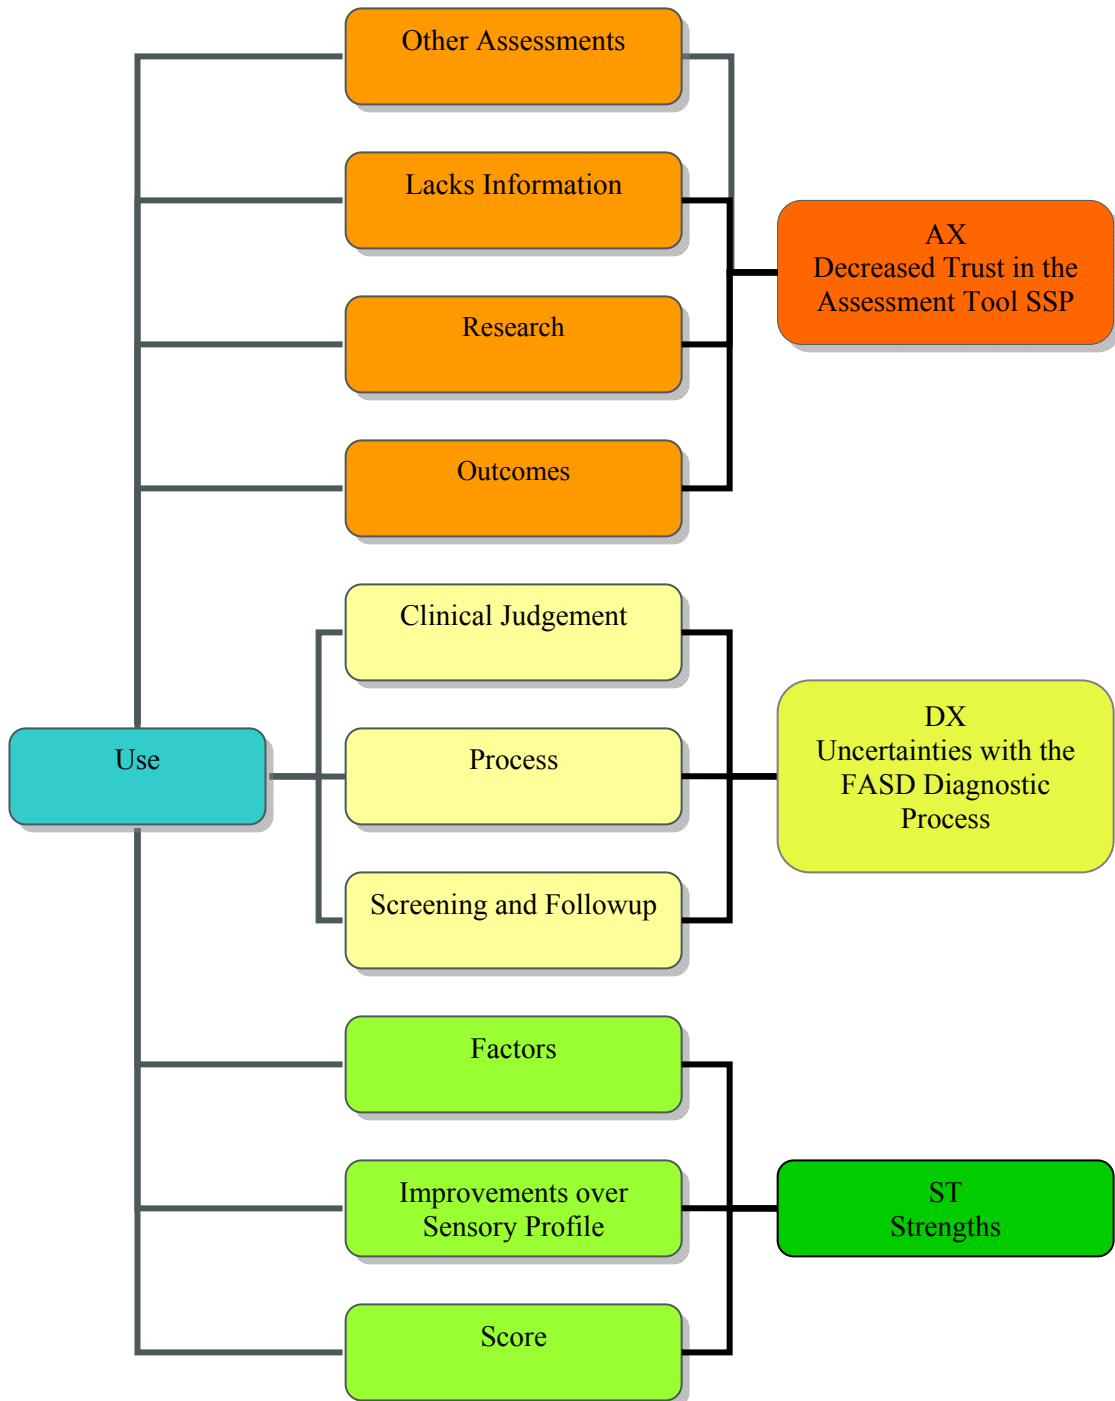 Other Assessments
Lacks Information
Research
Outcomes
AX
Decreased Trust in the
Assessment Tool SSP
Use
Clinical Judgement
Process
Screening and Followup
DX
Uncertainties with the
FASD Diagnostic
Process
Factors
Improvements over
Sensory Profile
Score
ST
Strengths